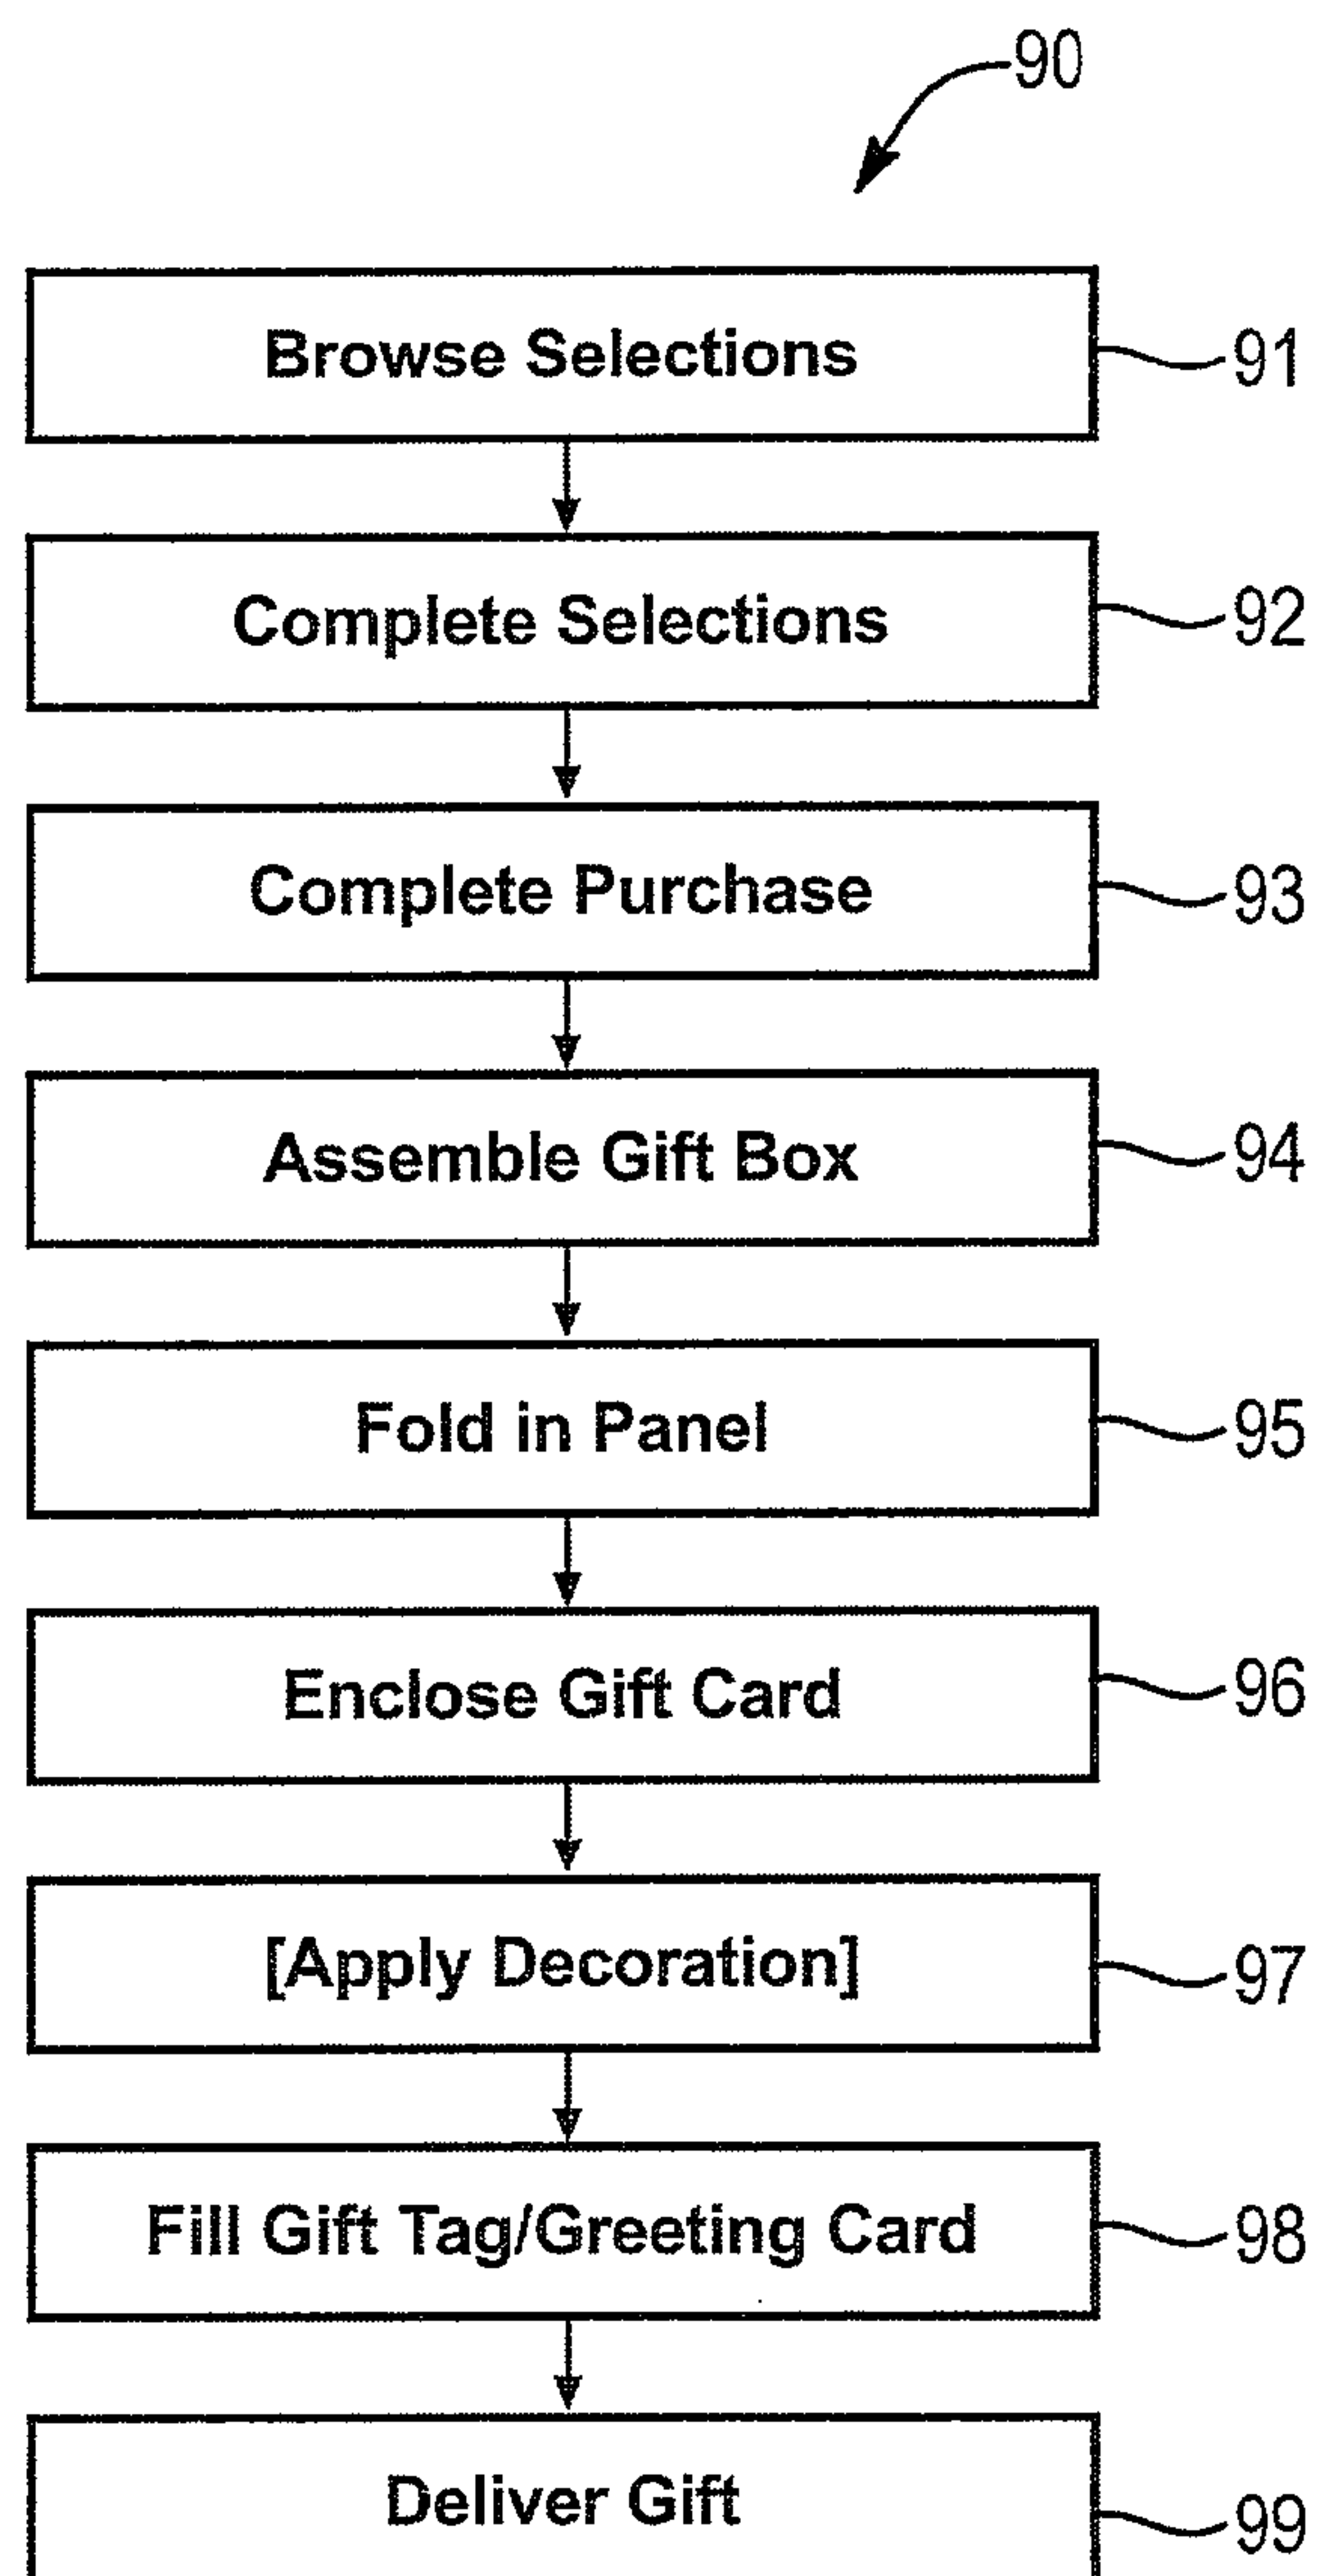 90
Browse Selections 91
Complete Selections 92
Complete Purchase 93
Assemble Gift Box 94
Fold in Panel 95
Enclose Gift Card 96
[Apply Decoration] 97
Fill Gift Tag/Greeting Card 98
Deliver Gift 99